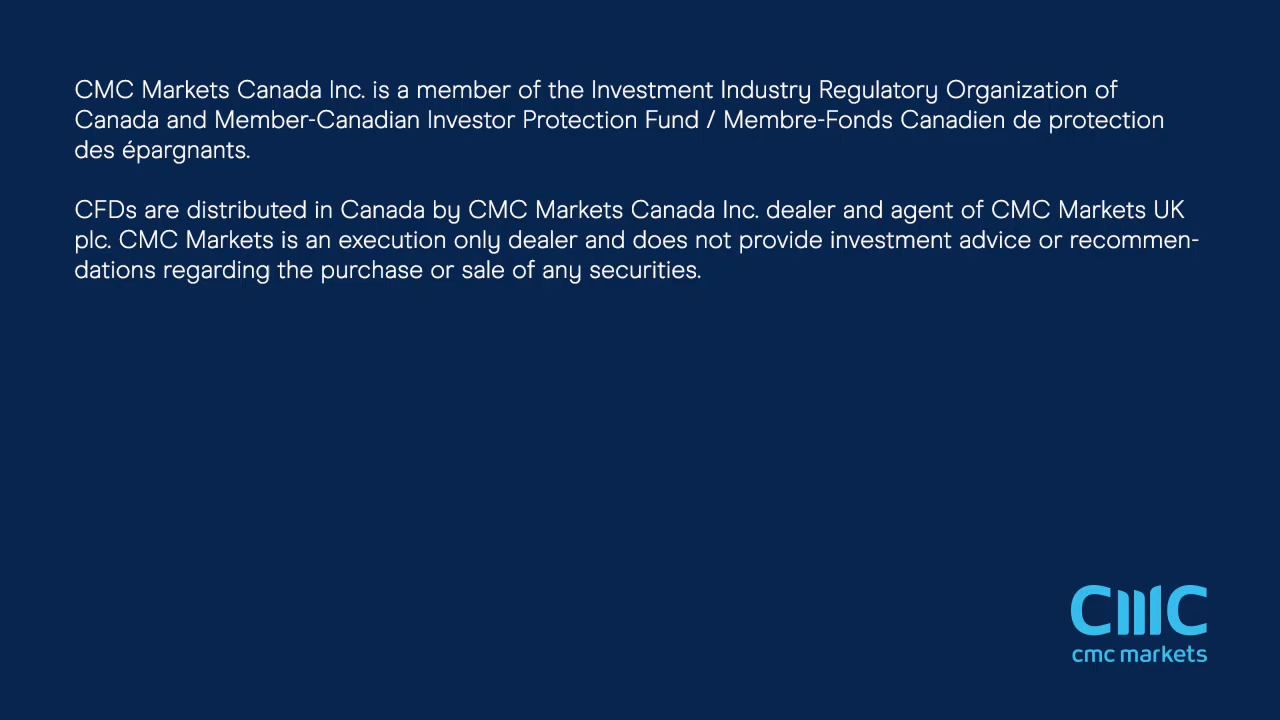 CMC Markets Canada Inc. is a member of the Investment Industry Regulatory Organization of
Canada and Member-Canadian Investor Protection Fund / Membre-Fonds Canadien de protection
des épargnants.
CFDs are distributed in Canada by CMC Markets Canada Inc. dealer and agent of CMC Markets UK
plc. CMC Markets is an execution only dealer and does not provide investment advice or recommen-
dations regarding the purchase or sale of any securities.
CMC
cmc markets